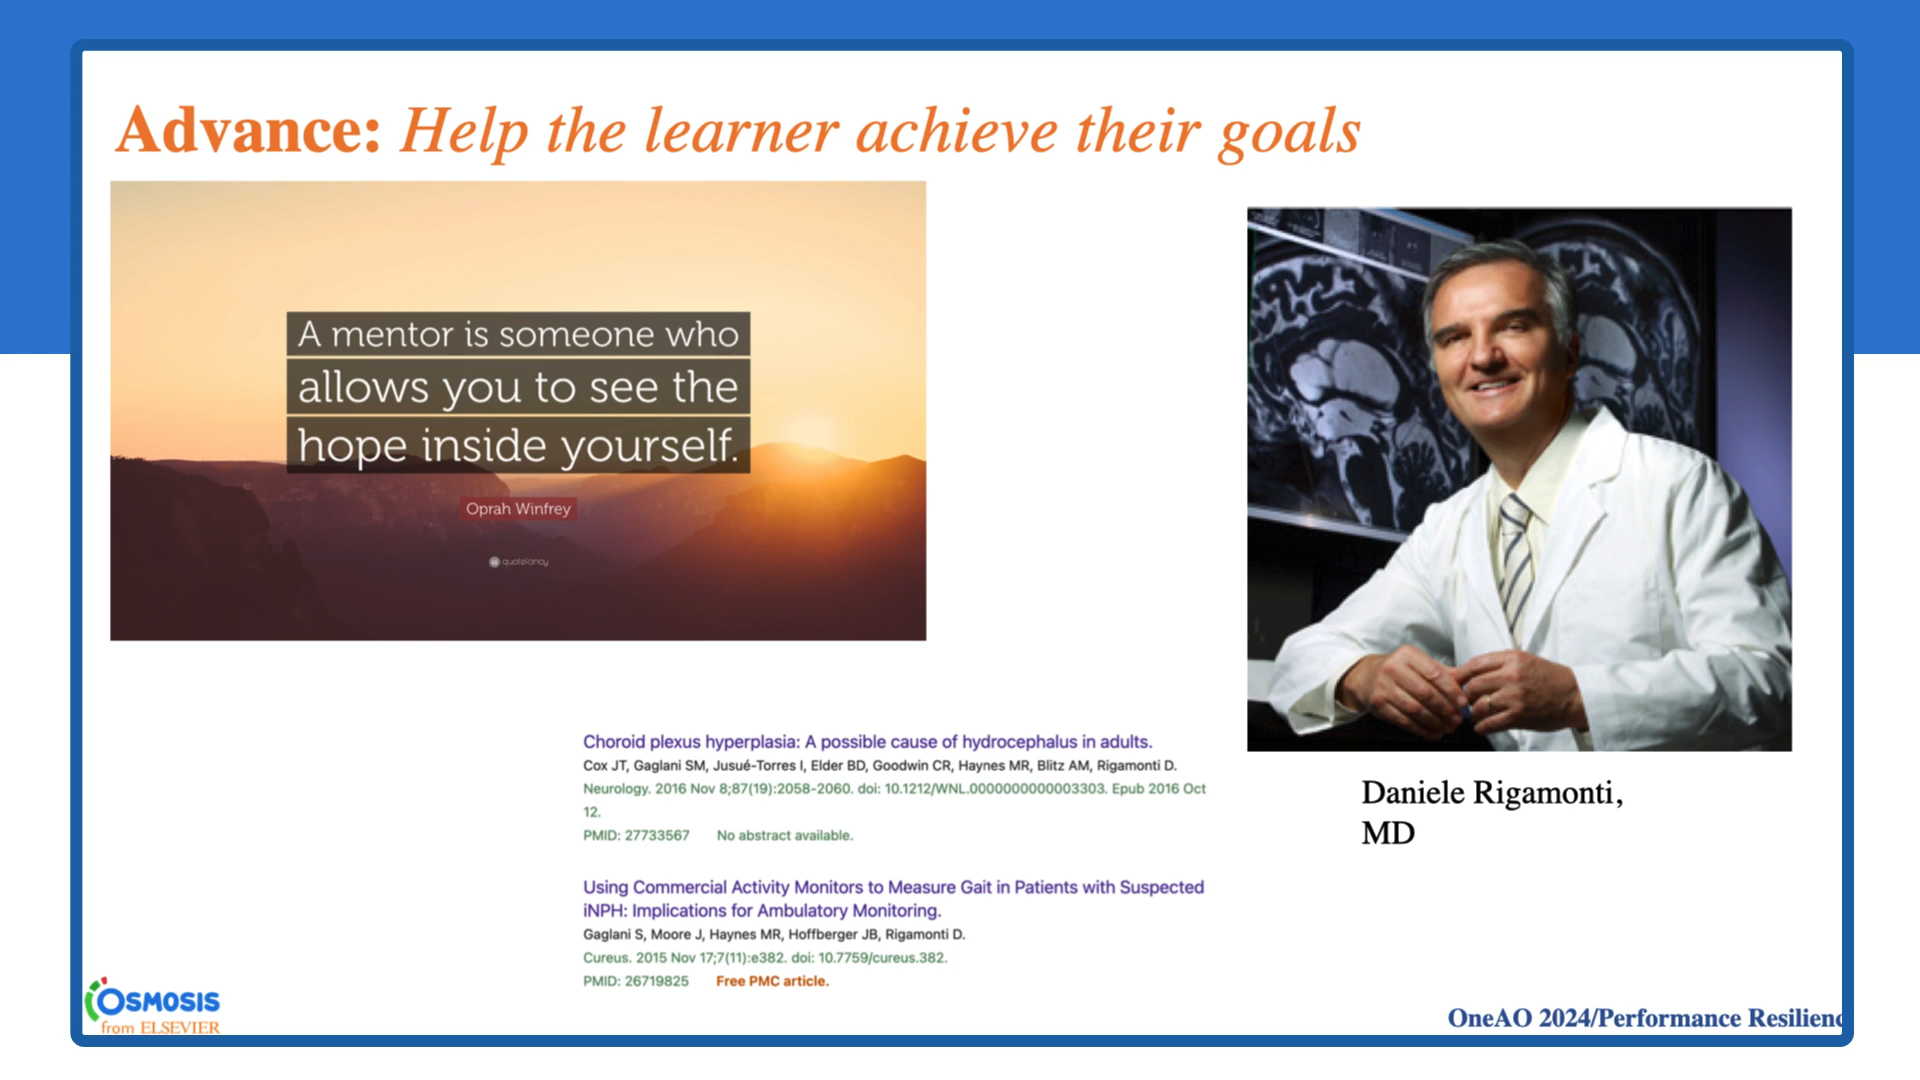 Advance: Help the learner achieve their goals
A mentor is someone who
allows you to see the
hope inside yourself.
Oprah Winfrey
quotefancy
Choroid plexus hyperplasia: A possible cause of hydrocephalus in adults.
Cox JT, Gaglani SM, Jusué-Torres I, Elder BD, Goodwin CR, Haynes MR, Blitz AM, Rigamonti D.
Neurology. 2016 Nov 8;87(19):2058-2060. doi: 10.1212/WNL.0000000000003303. Epub 2016 Oct
12.
PMID: 27733567 No abstract available.
Using Commercial Activity Monitors to Measure Gait in Patients with Suspected
iNPH: Implications for Ambulatory Monitoring.
Gaglani S, Moore J, Haynes MR, Hoffberger JB, Rigamonti D.
Cureus. 2015 Nov 17;7(11):e382. doi: 10.7759/cureus.382.
PMID: 26719825 Free PMC article.
Daniele Rigamonti,
MD
OSMOSIS
from ELSEVIER
OneAO 2024/Performance Resilienc